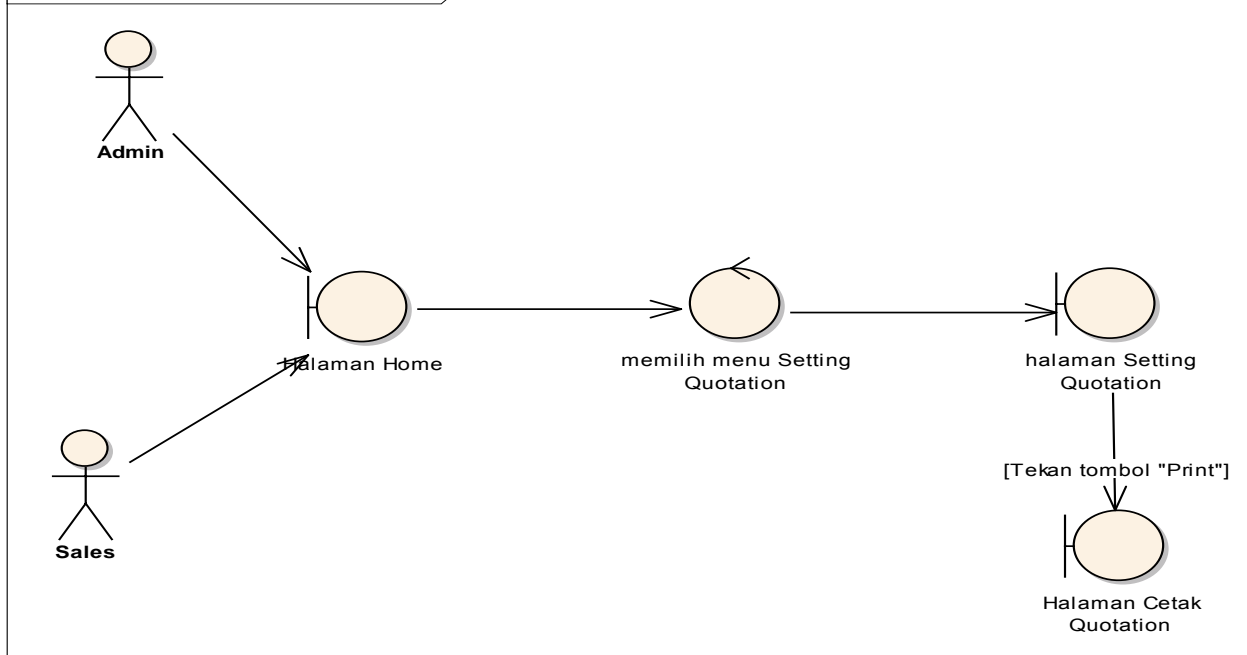 Admin
Halaman Home
memilih menu Setting
Quotation
halaman Setting
Quotation
[Tekan tombol "Print"]
Sales
Halaman Cetak
Quotation